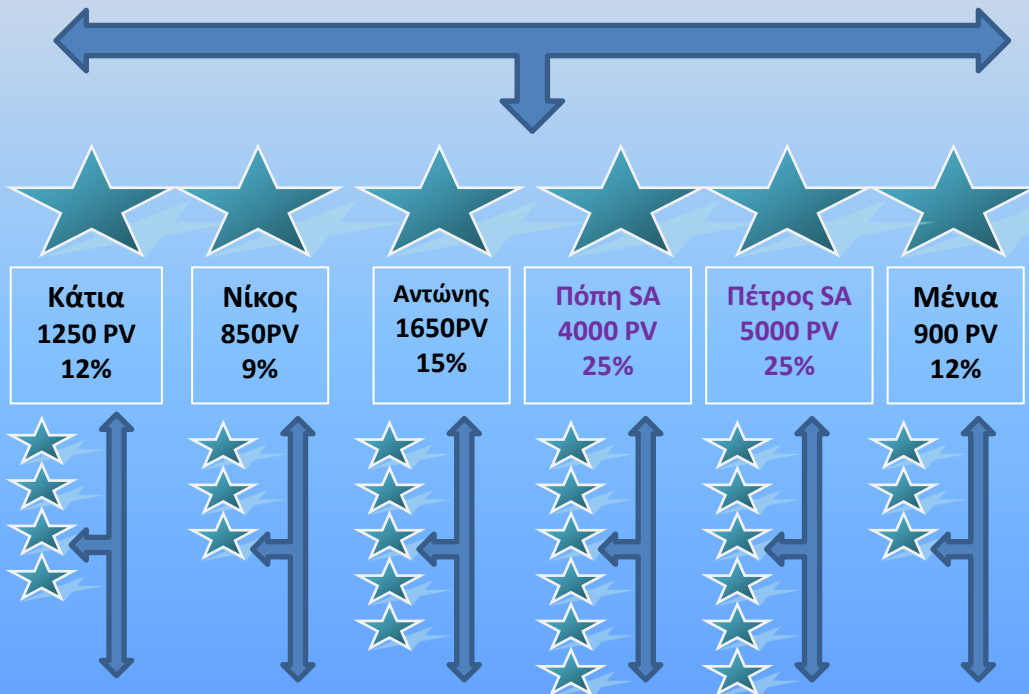 Κάτια
1250 PV
12%
Νίκος
850PV
9%
Αντώνης
1650PV
15%
Πόπη SA
4000 PV
25%
Πέτρος SA
5000 PV
25%
Μένια
900 PV
12%